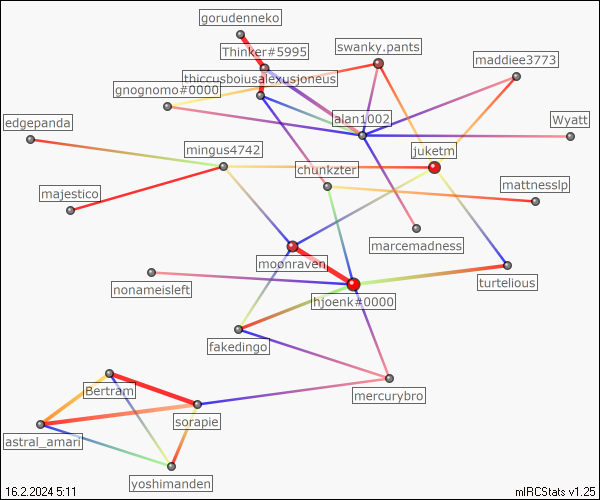 gorudenneko
Thinker#5995
swanky.pants
maddiee3773
thiccusboiusalexusjoneus
gnognomo#0000
alan1002
Wyatt
edgepanda
mingus4742
juketm
chunkzter
mattnesslp
majestico
marcemadness
moonraven
nonameisleft
turtelious
hjoenk#0000
fakedingo
Bertram
mercurybro
sorapie
astral_amari
yoshimanden
16.2.2024 5:11
mIRCStats v1.25